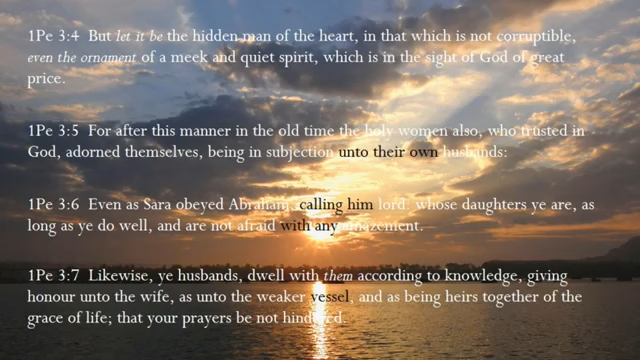 1Pe 3:4 But let it be the hidden man of the heart, in that which is not corruptible,
even the ornament of a meek and quiet spirit, which is in the sight of God of great
price.
1Pe 3:5 For after this manner in the old time the holy women also, who trusted in
God, adorned themselves, being in subjection unto their own husbands:
1Pe 3:6 Even as Sara obeyed Abraham, calling him lord: whose daughters ye are, as
long as ye do well, and are not afraid with any amazement.
1Pe 3:7 Likewise, ye husbands, dwell with them according to knowledge, giving
honour unto the wife, as unto the weaker vessel, and as being heirs together of the
grace of life; that your prayers be not hindered.